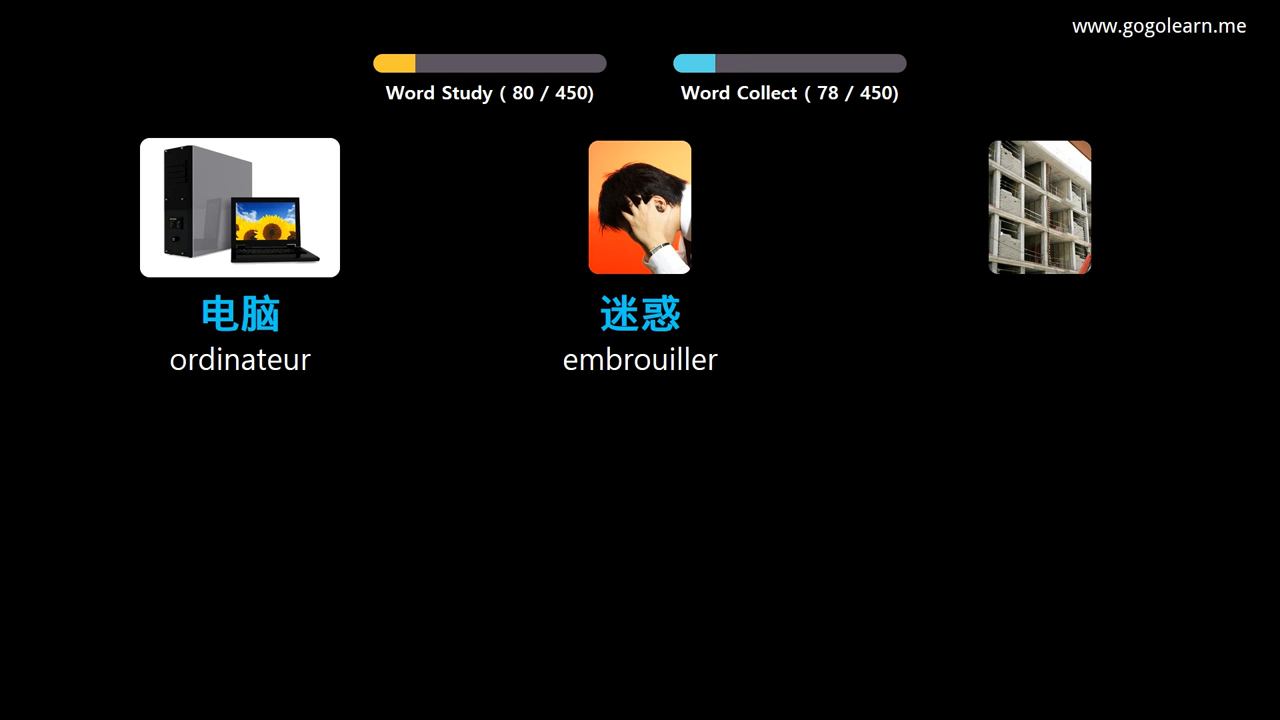 www.gogolearn.me
Word Study ( 80 / 450)
Word Collect ( 78 / 450)
电脑
ordinateur
迷惑
embrouiller